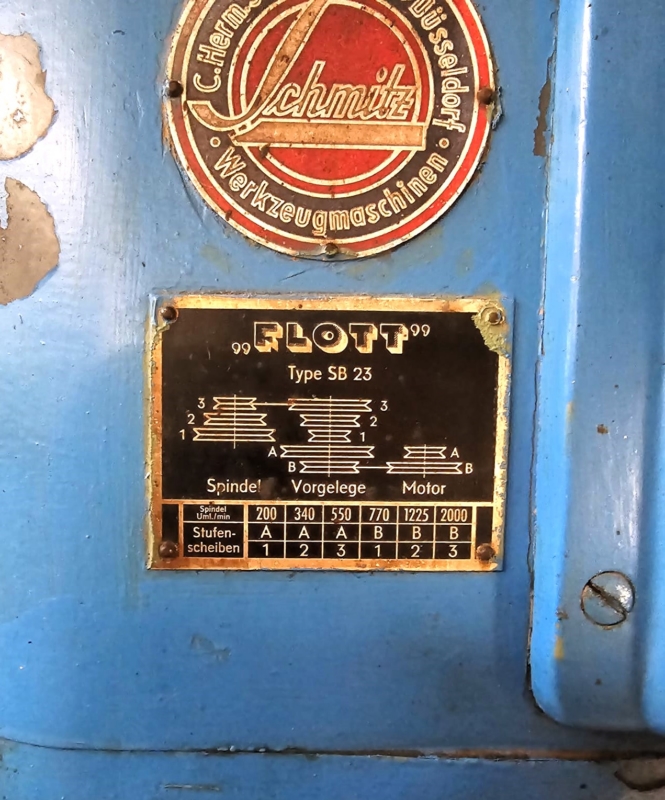 C. Herm.
Düsseldorf
Schmitz
· Werkzeugmaschinen ·
„FLOTT”
Type SB 23
3 3
2 2
1 1
A A
B B
Spindel Vorgelege Motor
Spindel Uml./min 200 340 550 770 1225 2000
Stufen- A A A B B B
scheiben 1 2 3 1 2 3